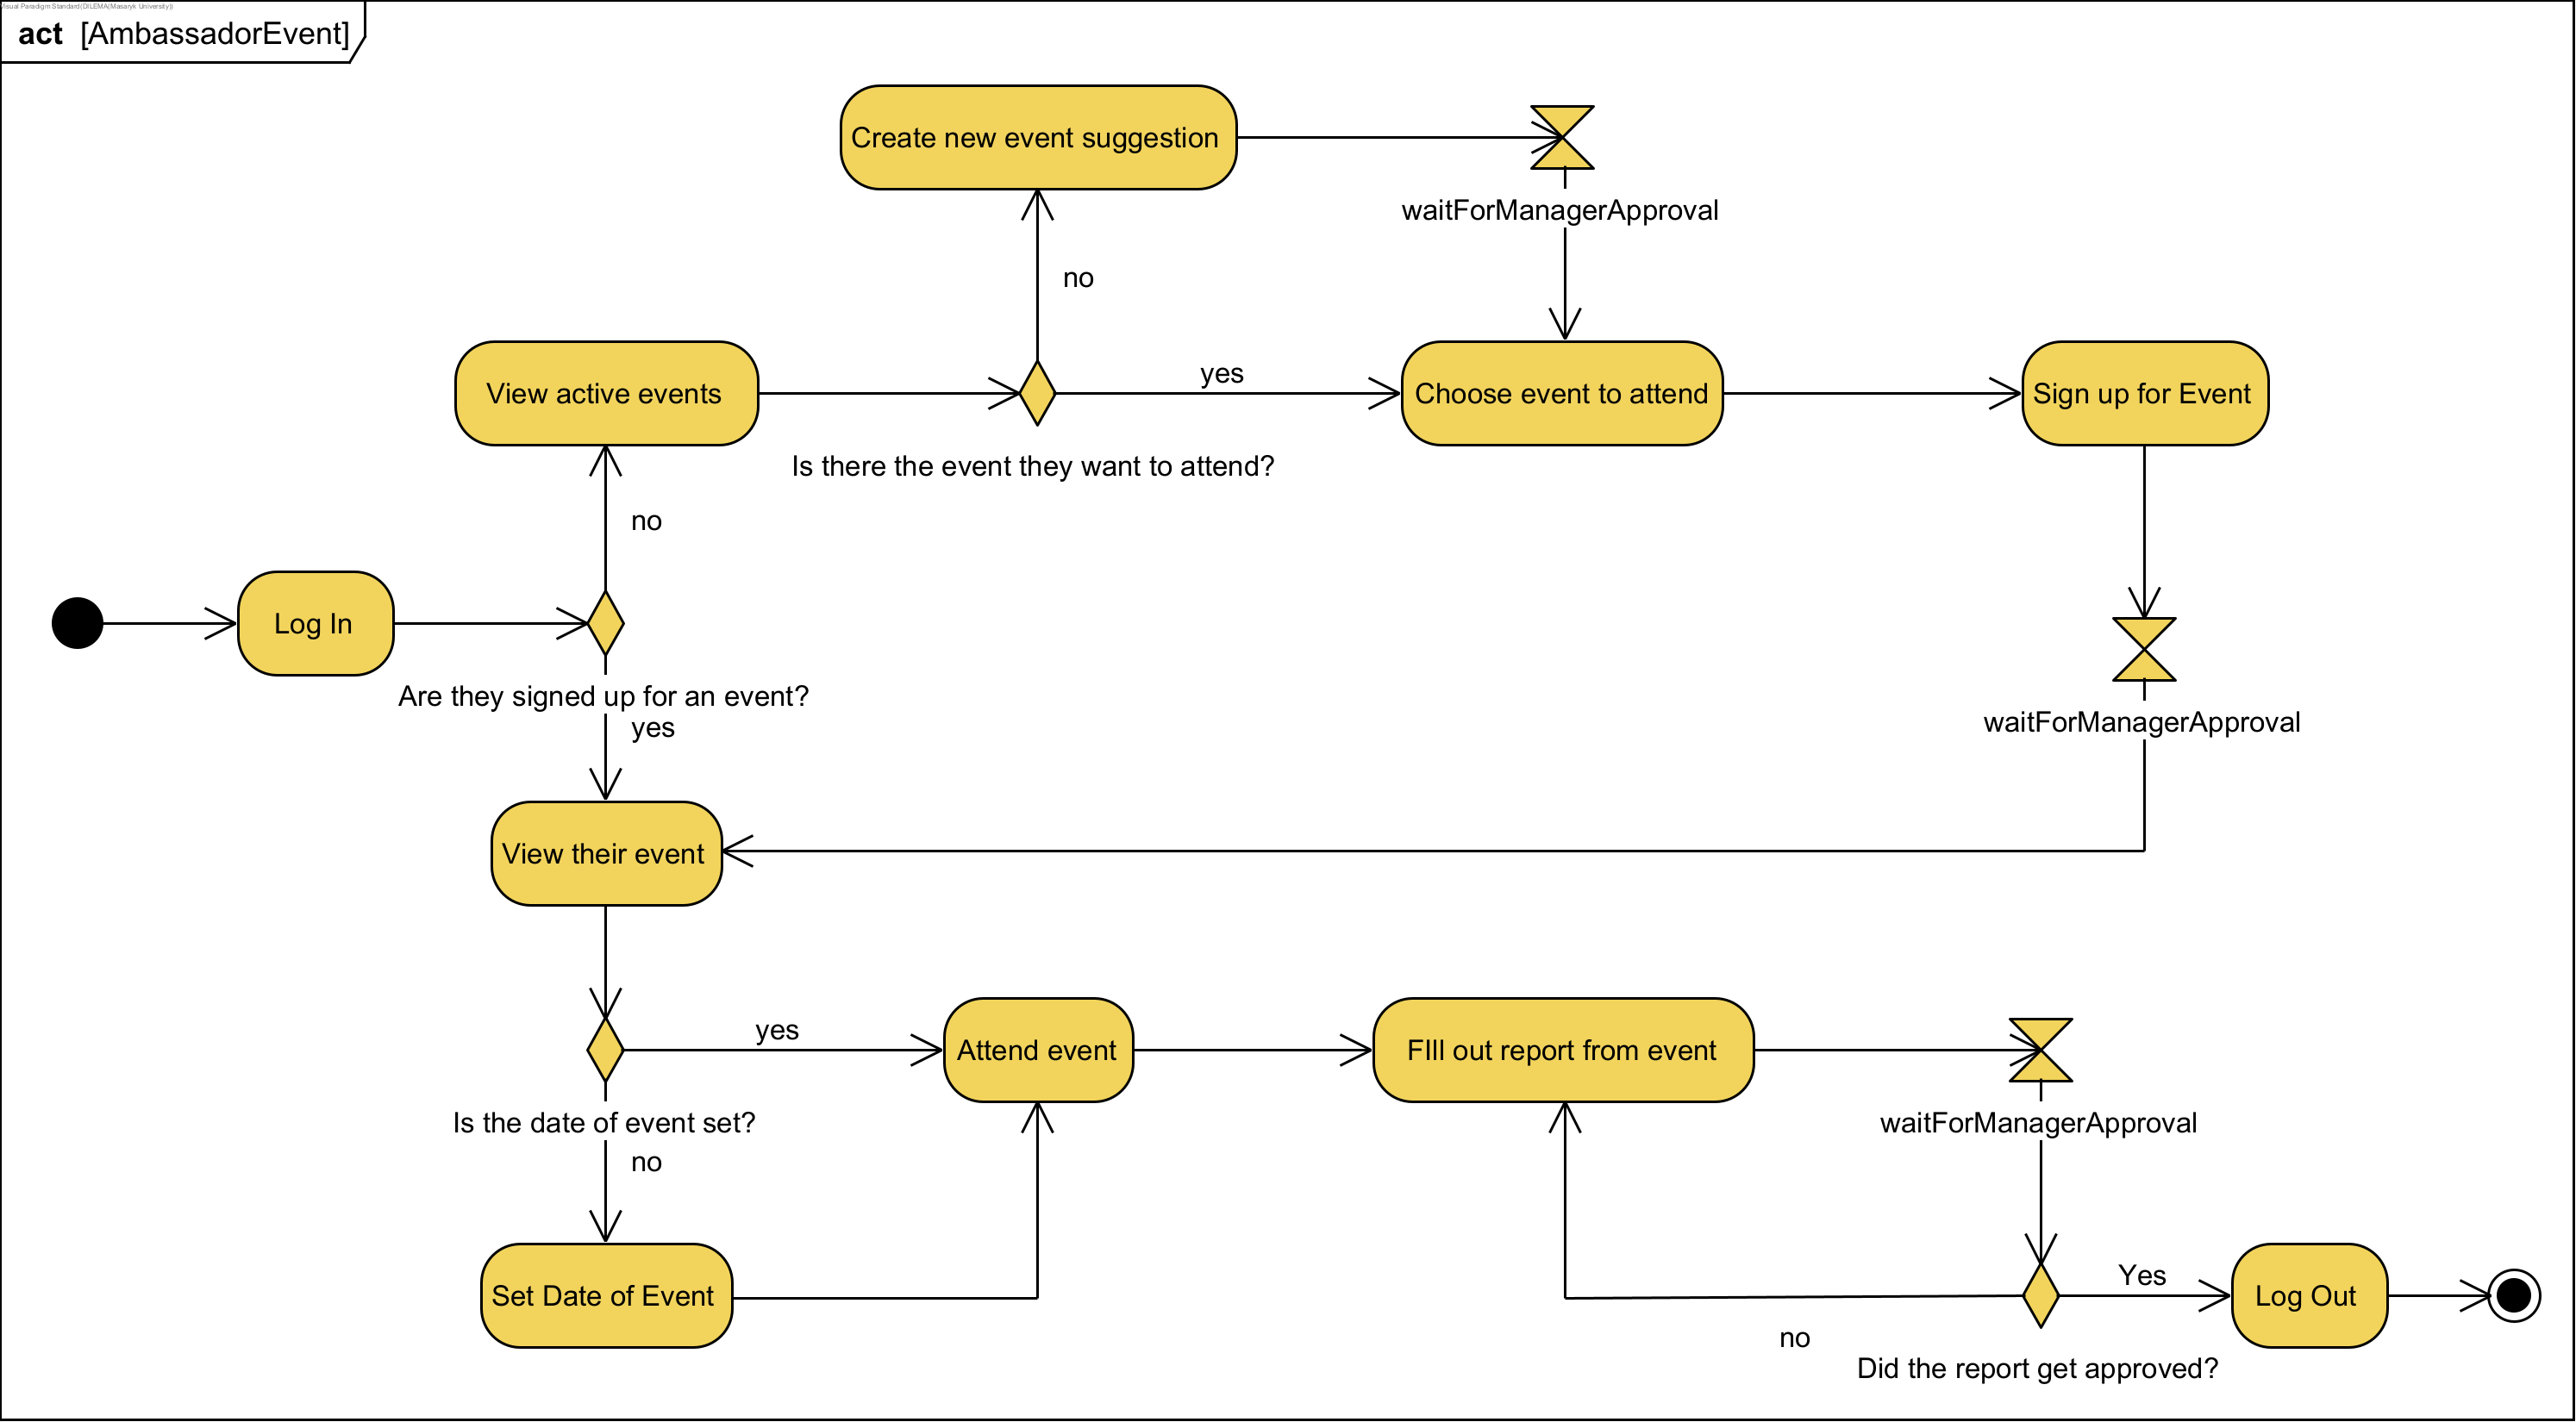 Visual Paradigm Standard(DILEMA(Masaryk University))
act [AmbassadorEvent]
Create new event suggestion
waitForManagerApproval
no
View active events
yes
Choose event to attend
Sign up for Event
Is there the event they want to attend?
no
Log In
Are they signed up for an event?
yes
waitForManagerApproval
View their event
yes
Attend event
FIll out report from event
Is the date of event set?
waitForManagerApproval
no
Set Date of Event
Yes
Log Out
no
Did the report get approved?